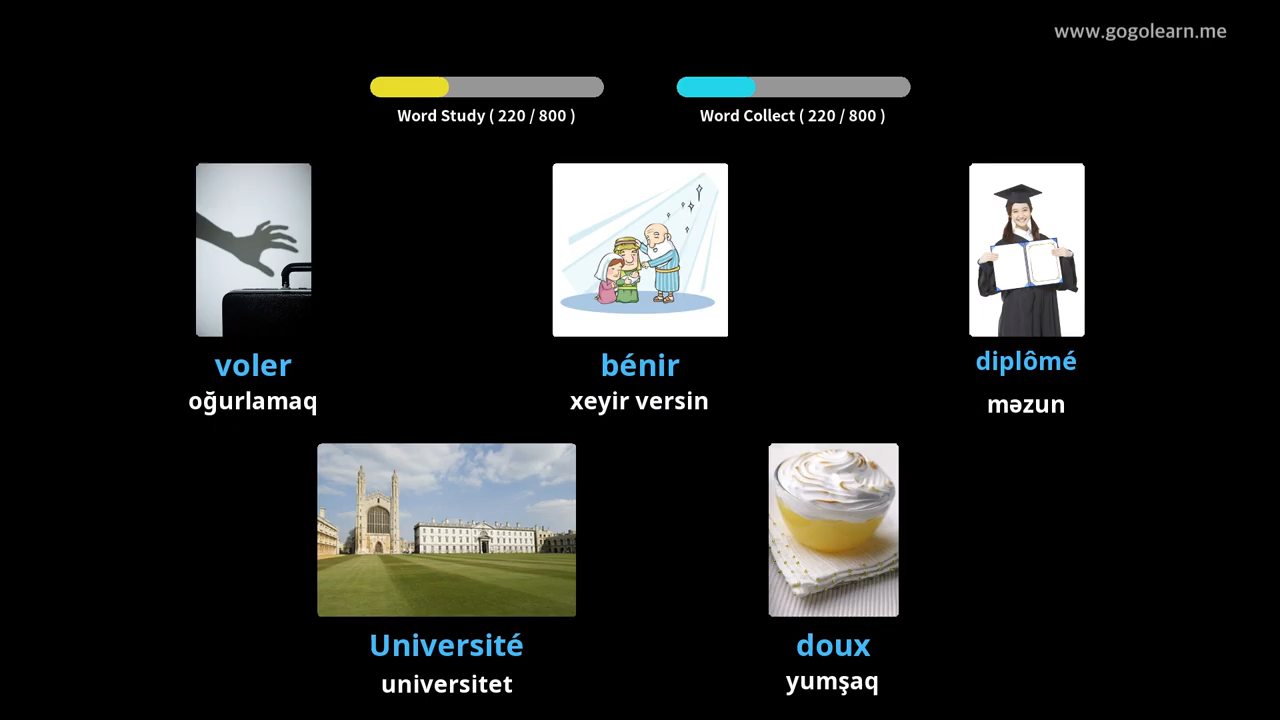 www.gogolearn.me
Word Study ( 220 / 800 )
Word Collect ( 220 / 800 )
voler
oğurlamaq
bénir
xeyir versin
diplômé
məzun
Université
universitet
doux
yumşaq